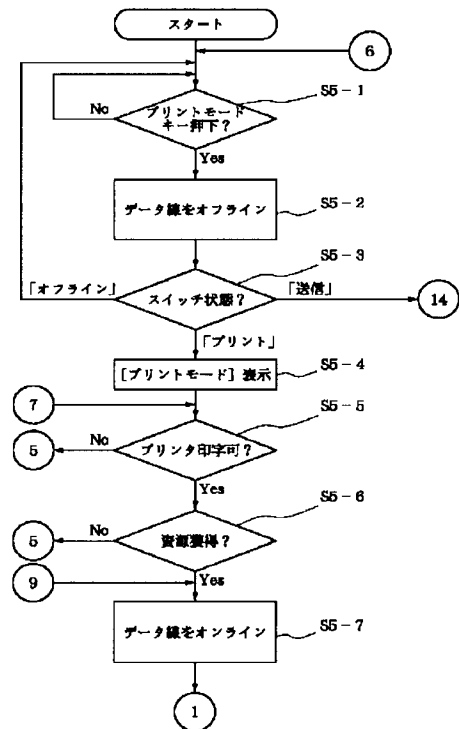 スタート
6
S5-1
No
プリントモード
キー押下?
Yes
データ線をオフライン
S5-2
S5-3
「オフライン」
スイッチ状態?
「送信」
14
「プリント」
[プリントモード] 表示
S5-4
7
S5-5
5
No
プリンタ印字可?
Yes
S5-6
5
No
資源獲得?
9
Yes
データ線をオンライン
S5-7
1